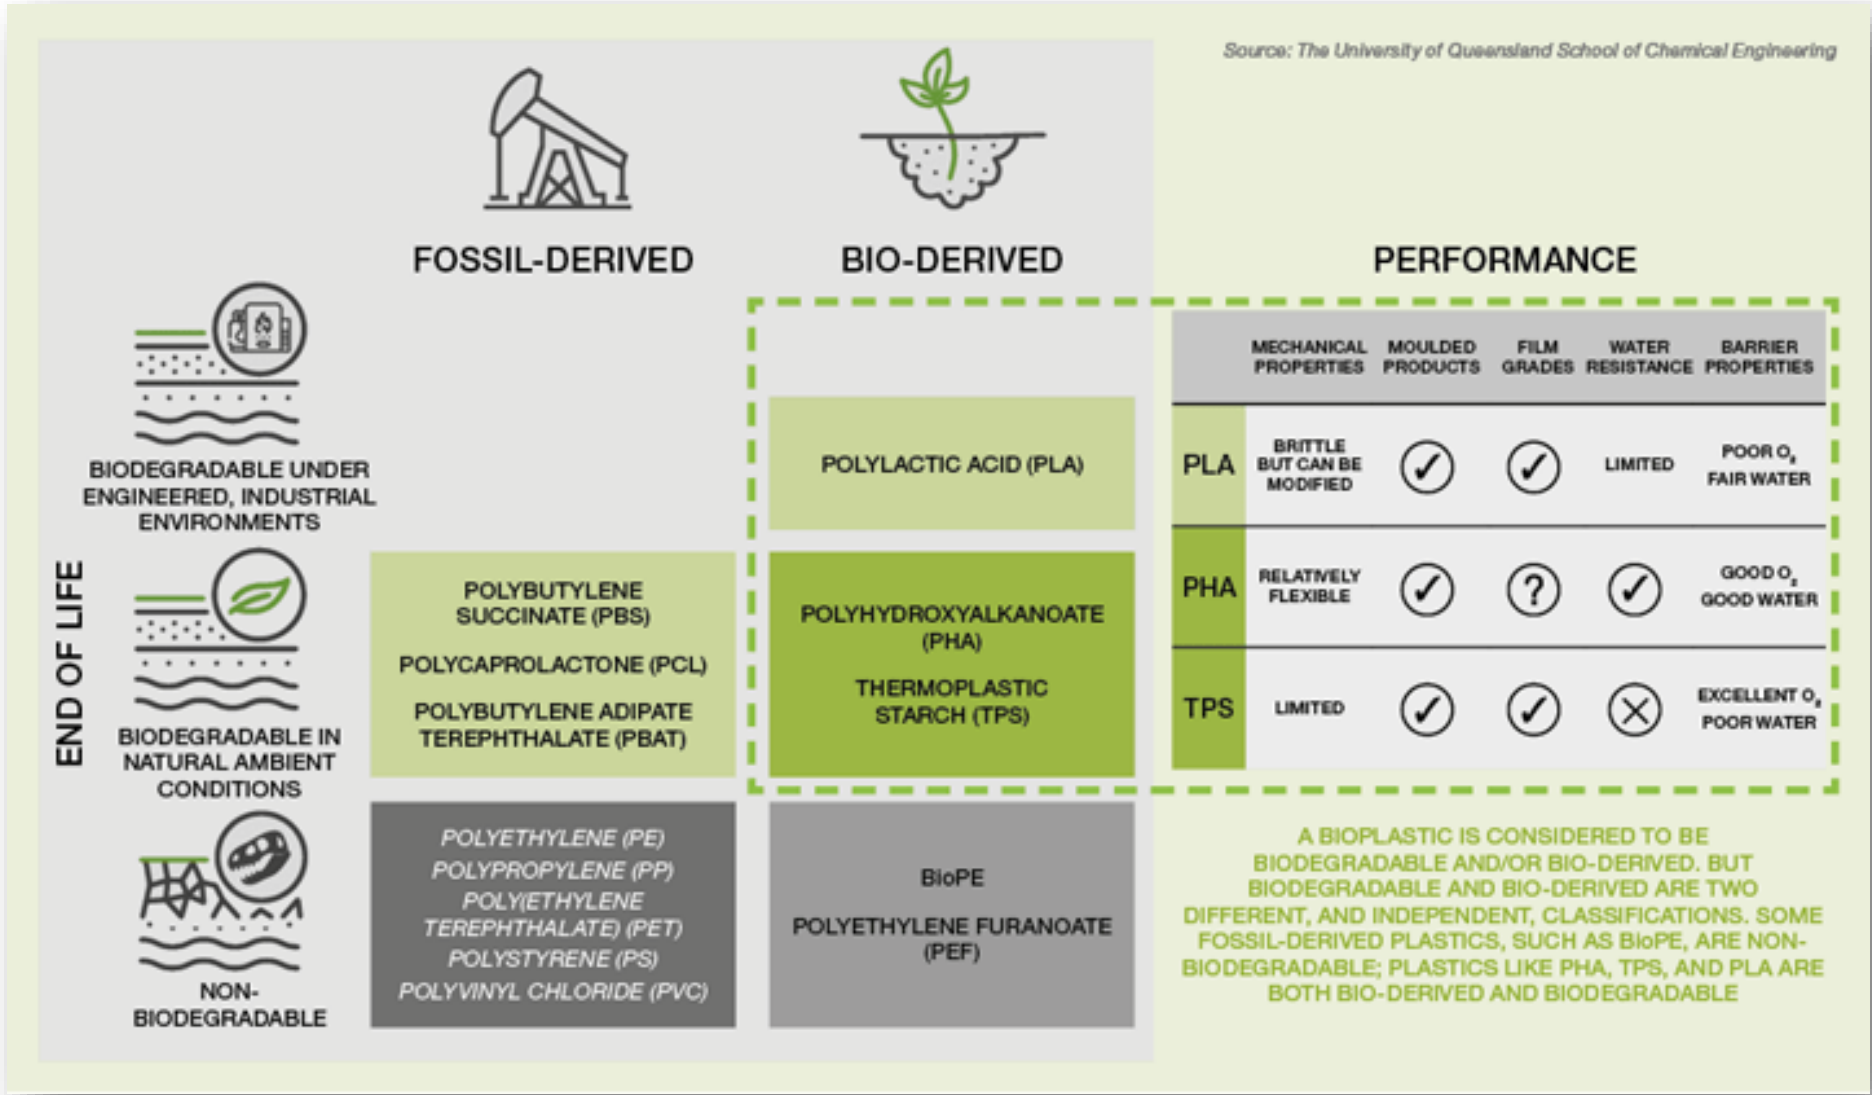 Source: The University of Queensland School of Chemical Engineering
FOSSIL-DERIVED
BIO-DERIVED
PERFORMANCE
END OF LIFE
BIODEGRADABLE UNDER
ENGINEERED, INDUSTRIAL
ENVIRONMENTS
POLYLACTIC ACID (PLA)
BIODEGRADABLE IN
NATURAL AMBIENT
CONDITIONS
POLYBUTYLENE
SUCCINATE (PBS)
POLYCAPROLACTONE (PCL)
POLYBUTYLENE ADIPATE
TEREPHTHALATE (PBAT)
POLYHYDROXYALKANOATE
(PHA)
THERMOPLASTIC
STARCH (TPS)
NON-
BIODEGRADABLE
POLYETHYLENE (PE)
POLYPROPYLENE (PP)
POLY(ETHYLENE
TEREPHTHALATE) (PET)
POLYSTYRENE (PS)
POLYVINYL CHLORIDE (PVC)
BioPE
POLYETHYLENE FURANOATE
(PEF)
MECHANICAL
PROPERTIES
MOULDED
PRODUCTS
FILM
GRADES
WATER
RESISTANCE
BARRIER
PROPERTIES
PLA
BRITTLE
BUT CAN BE
MODIFIED
✓
✓
LIMITED
POOR O₂
FAIR WATER
PHA
RELATIVELY
FLEXIBLE
✓
?
✓
GOOD O₂
GOOD WATER
TPS
LIMITED
✓
✓
✕
EXCELLENT O₂
POOR WATER
A BIOPLASTIC IS CONSIDERED TO BE
BIODEGRADABLE AND/OR BIO-DERIVED. BUT
BIODEGRADABLE AND BIO-DERIVED ARE TWO
DIFFERENT, AND INDEPENDENT, CLASSIFICATIONS. SOME
FOSSIL-DERIVED PLASTICS, SUCH AS BioPE, ARE NON-
BIODEGRADABLE; PLASTICS LIKE PHA, TPS, AND PLA ARE
BOTH BIO-DERIVED AND BIODEGRADABLE